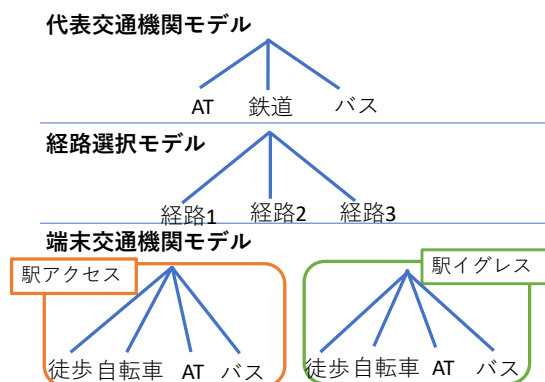 代表交通機関モデル
AT 鉄道 バス
経路選択モデル
経路1 経路2 経路3
端末交通機関モデル
駅アクセス 駅イグレス
徒歩 自転車 AT バス 徒歩 自転車 AT バス